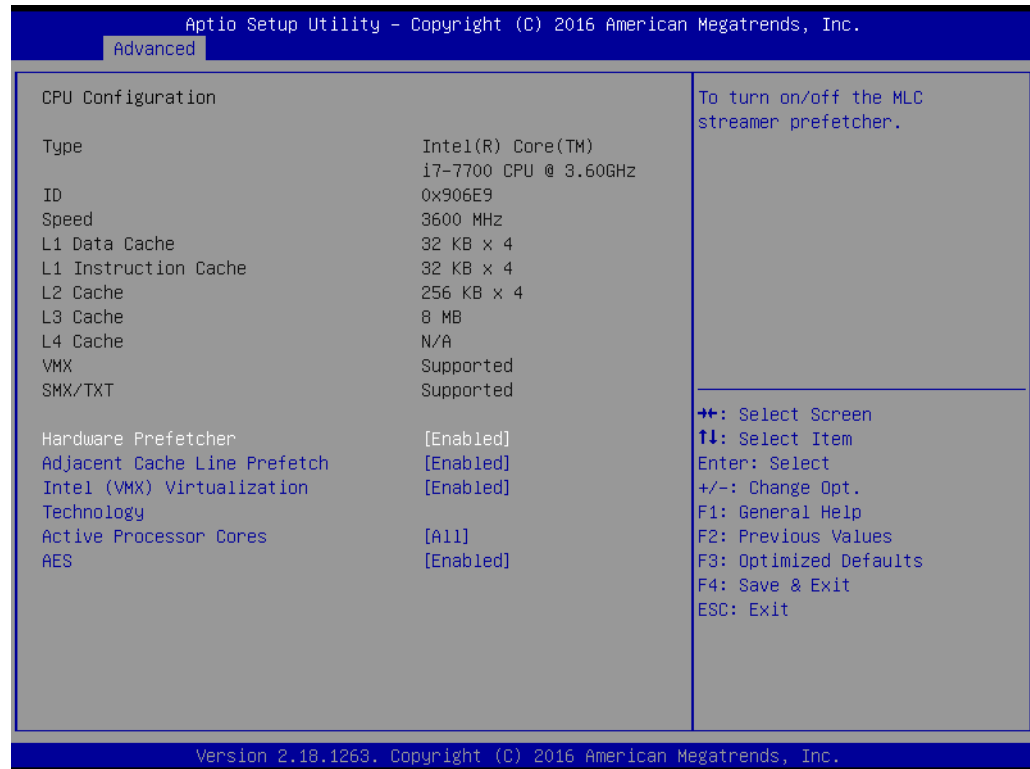 Aptio Setup Utility – Copyright (C) 2016 American Megatrends, Inc.
Advanced
CPU Configuration
Type Intel(R) Core(TM)
i7-7700 CPU @ 3.60GHz
ID 0x906E9
Speed 3600 MHz
L1 Data Cache 32 KB x 4
L1 Instruction Cache 32 KB x 4
L2 Cache 256 KB x 4
L3 Cache 8 MB
L4 Cache N/A
VMX Supported
SMX/TXT Supported
Hardware Prefetcher [Enabled]
Adjacent Cache Line Prefetch [Enabled]
Intel (VMX) Virtualization [Enabled]
Technology
Active Processor Cores [All]
AES [Enabled]
To turn on/off the MLC
streamer prefetcher.
→←: Select Screen
↑↓: Select Item
Enter: Select
+/-: Change Opt.
F1: General Help
F2: Previous Values
F3: Optimized Defaults
F4: Save & Exit
ESC: Exit
Version 2.18.1263. Copyright (C) 2016 American Megatrends, Inc.